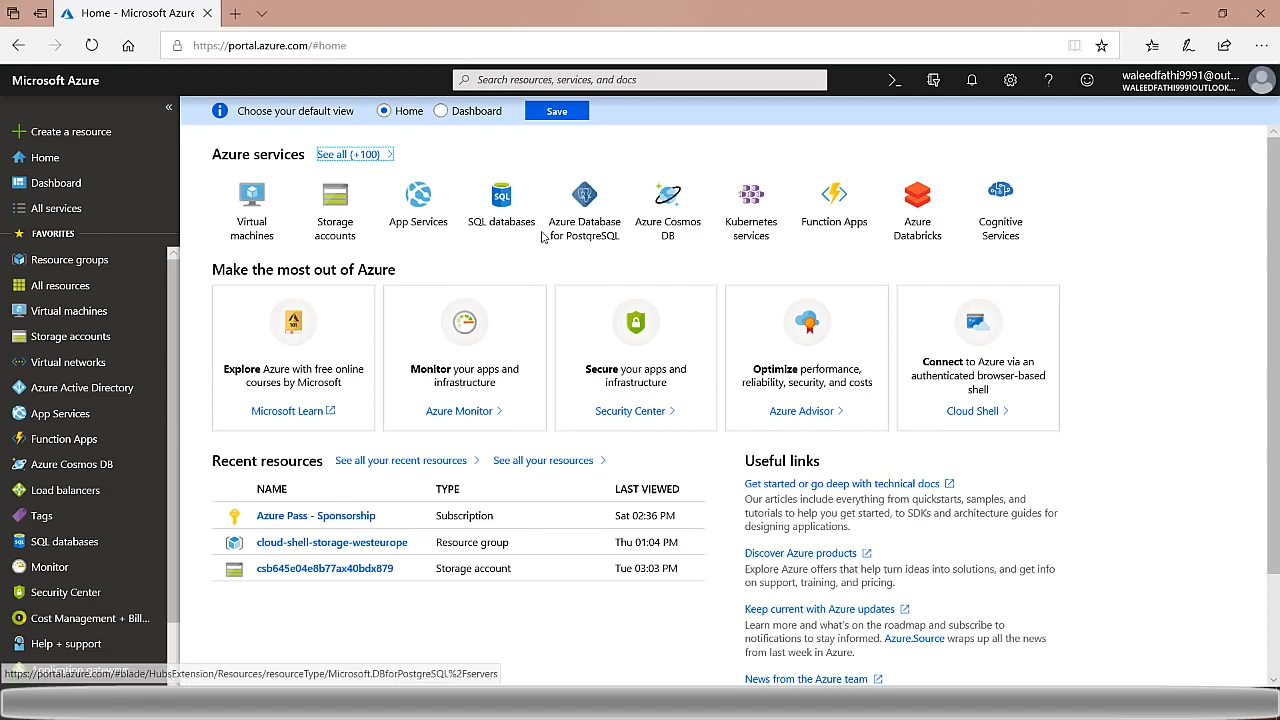 Home - Microsoft Azure
https://portal.azure.com/#home
Microsoft Azure
Search resources, services, and docs
waleedfathi9991@out...
WALEEDFATHI9991OUTLOOK...
Create a resource
Home
Dashboard
All services
FAVORITES
Resource groups
All resources
Virtual machines
Storage accounts
Virtual networks
Azure Active Directory
App Services
Function Apps
Azure Cosmos DB
Load balancers
Tags
SQL databases
Monitor
Security Center
Cost Management + Bill...
Help + support
Application gateways
https://portal.azure.com/#blade/HubsExtension/Resources/resourceType/Microsoft.DBforPostgreSQL%2Fservers
Choose your default view
Home
Dashboard
Save
Azure services
See all (+100)
Virtual machines
Storage accounts
App Services
SQL databases
Azure Database for PostgreSQL
Azure Cosmos DB
Kubernetes services
Function Apps
Azure Databricks
Cognitive Services
Make the most out of Azure
Explore Azure with free online
courses by Microsoft
Microsoft Learn
Monitor your apps and
infrastructure
Azure Monitor
Secure your apps and
infrastructure
Security Center
Optimize performance,
reliability, security, and costs
Azure Advisor
Connect to Azure via an
authenticated browser-based
shell
Cloud Shell
Recent resources
See all your recent resources
See all your resources
NAME TYPE LAST VIEWED
Azure Pass - Sponsorship Subscription Sat 02:36 PM
cloud-shell-storage-westeurope Resource group Thu 01:04 PM
csb645e04e8b77ax40bdx879 Storage account Tue 03:03 PM
Useful links
Get started or go deep with technical docs
Our articles include everything from quickstarts, samples, and
tutorials to help you get started, to SDKs and architecture guides for
designing applications.
Discover Azure products
Explore Azure offers that help turn ideas into solutions, and get info
on support, training, and pricing.
Keep current with Azure updates
Learn more and what's on the roadmap and subscribe to
notifications to stay informed. Azure.Source wraps up all the news
from last week in Azure.
News from the Azure team